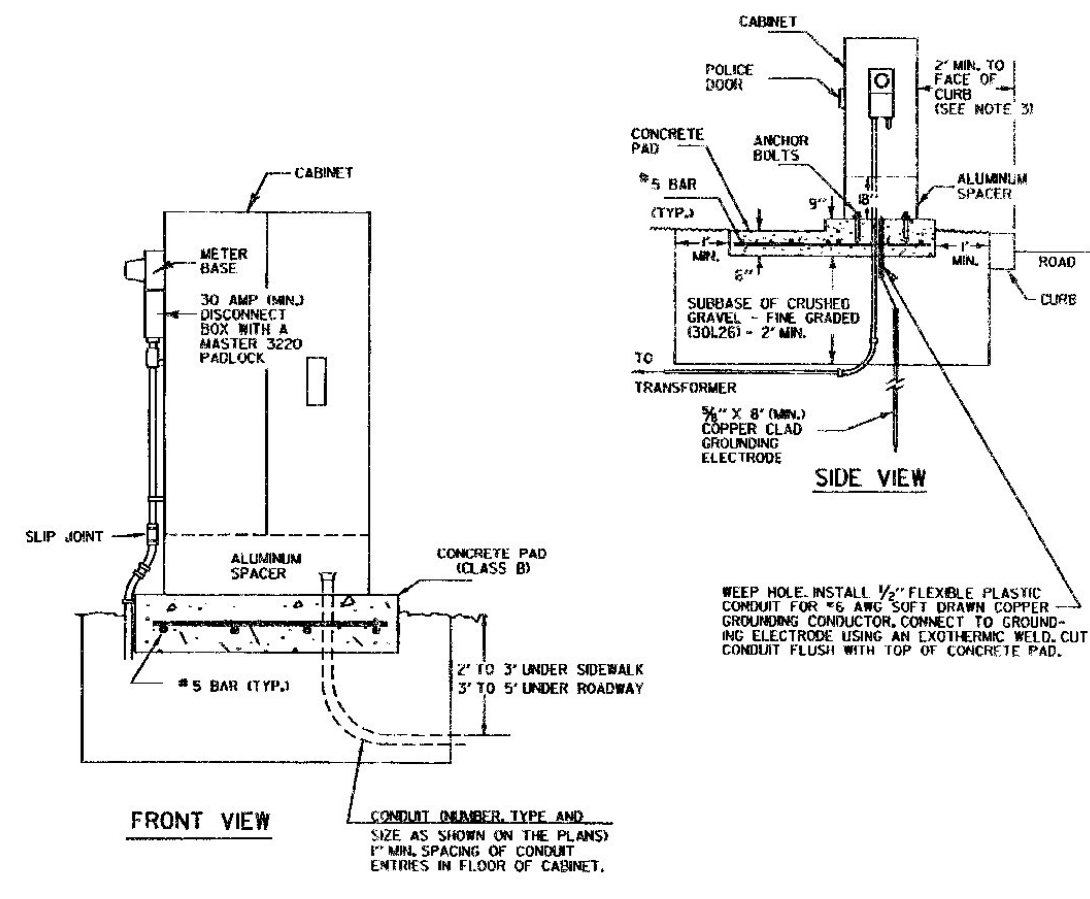 CABINET
METER
BASE
30 AMP (MIN.)
DISCONNECT
BOX WITH A
MASTER 3220
PADLOCK
SLIP JOINT
ALUMINUM
SPACER
CONCRETE PAD
(CLASS B)
#5 BAR (TYP.)
2' TO 3' UNDER SIDEWALK
3' TO 5' UNDER ROADWAY
FRONT VIEW
CONDUIT (NUMBER, TYPE AND
SIZE AS SHOWN ON THE PLANS)
1" MIN. SPACING OF CONDUIT
ENTRIES IN FLOOR OF CABINET.
CABINET
POLICE
DOOR
2' MIN. TO
FACE OF
CURB
(SEE NOTE 3)
CONCRETE
PAD
ANCHOR
BOLTS
#5 BAR
(TYP.)
9"
18"
ALUMINUM
SPACER
1'
MIN.
6"
1'
MIN.
ROAD
CURB
SUBBASE OF CRUSHED
GRAVEL - FINE GRADED
(30L26) - 2' MIN.
TO
TRANSFORMER
5/8" X 8' (MIN.)
COPPER CLAD
GROUNDING
ELECTRODE
SIDE VIEW
WEEP HOLE. INSTALL 1/2" FLEXIBLE PLASTIC
CONDUIT FOR #6 AWG SOFT DRAWN COPPER
GROUNDING CONDUCTOR. CONNECT TO GROUND-
ING ELECTRODE USING AN EXOTHERMIC WELD. CUT
CONDUIT FLUSH WITH TOP OF CONCRETE PAD.